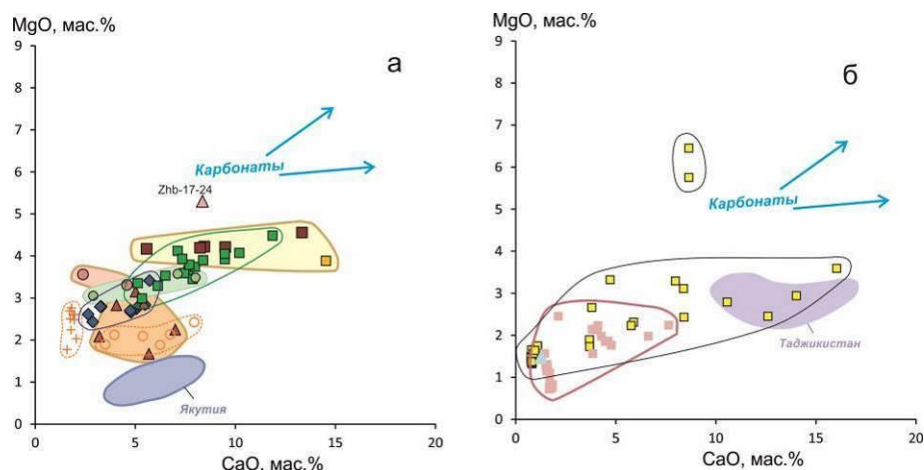 MgO, мас.%
9
8
7
6
5
4
3
2
1
0
0
5
10
15
20
CaO, мас.%
а
Карбонаты
Zhb-17-24
Якутия
MgO, мас.%
9
8
7
6
5
4
3
2
1
0
0
5
10
15
20
CaO, мас.%
б
Карбонаты
Таджикистан